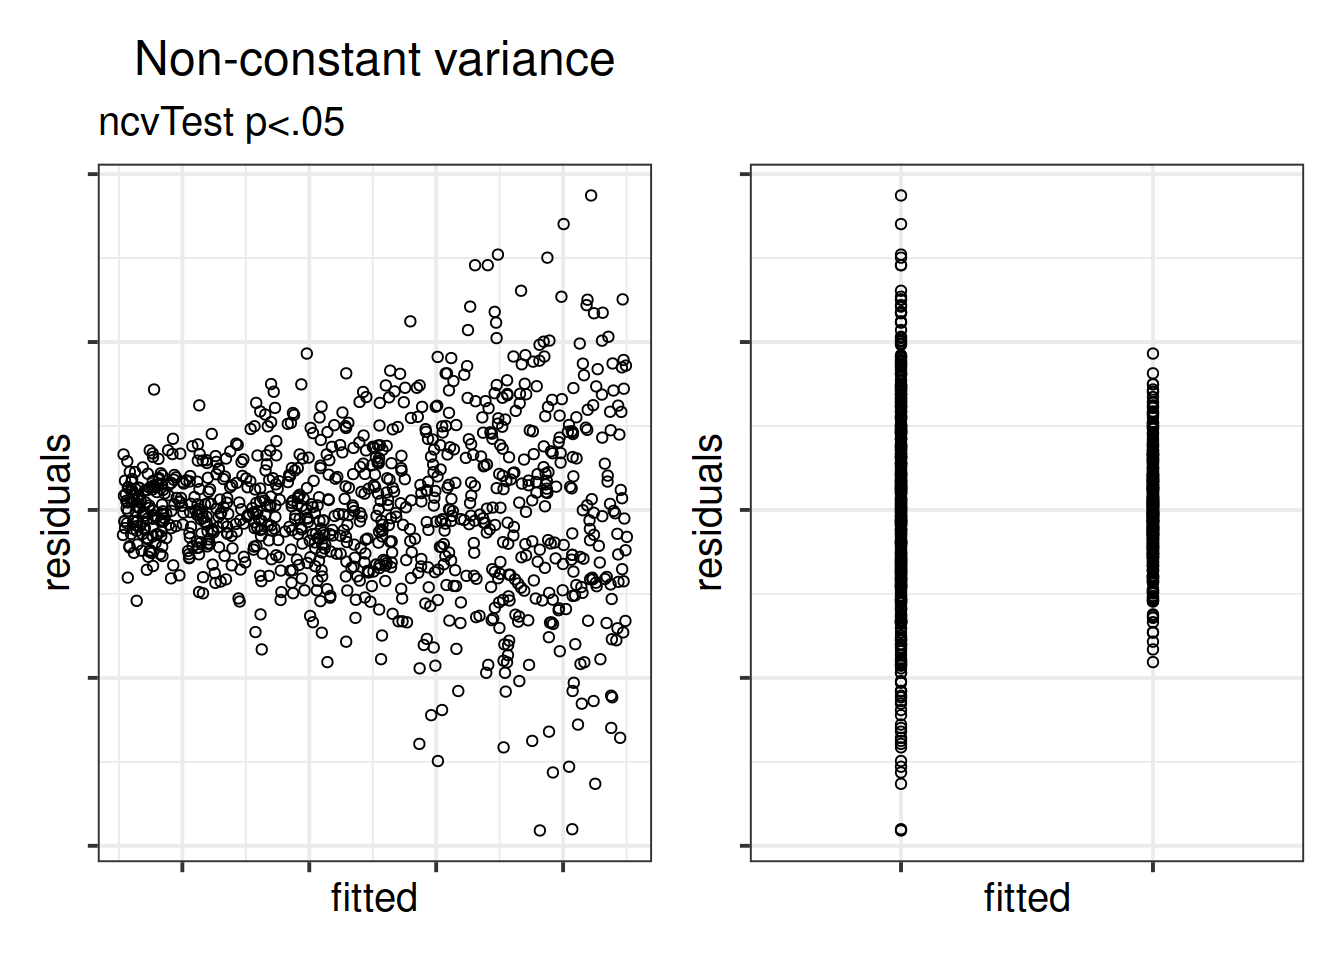 Non-constant variance
ncvTest p<.05
residuals
fitted
residuals
fitted